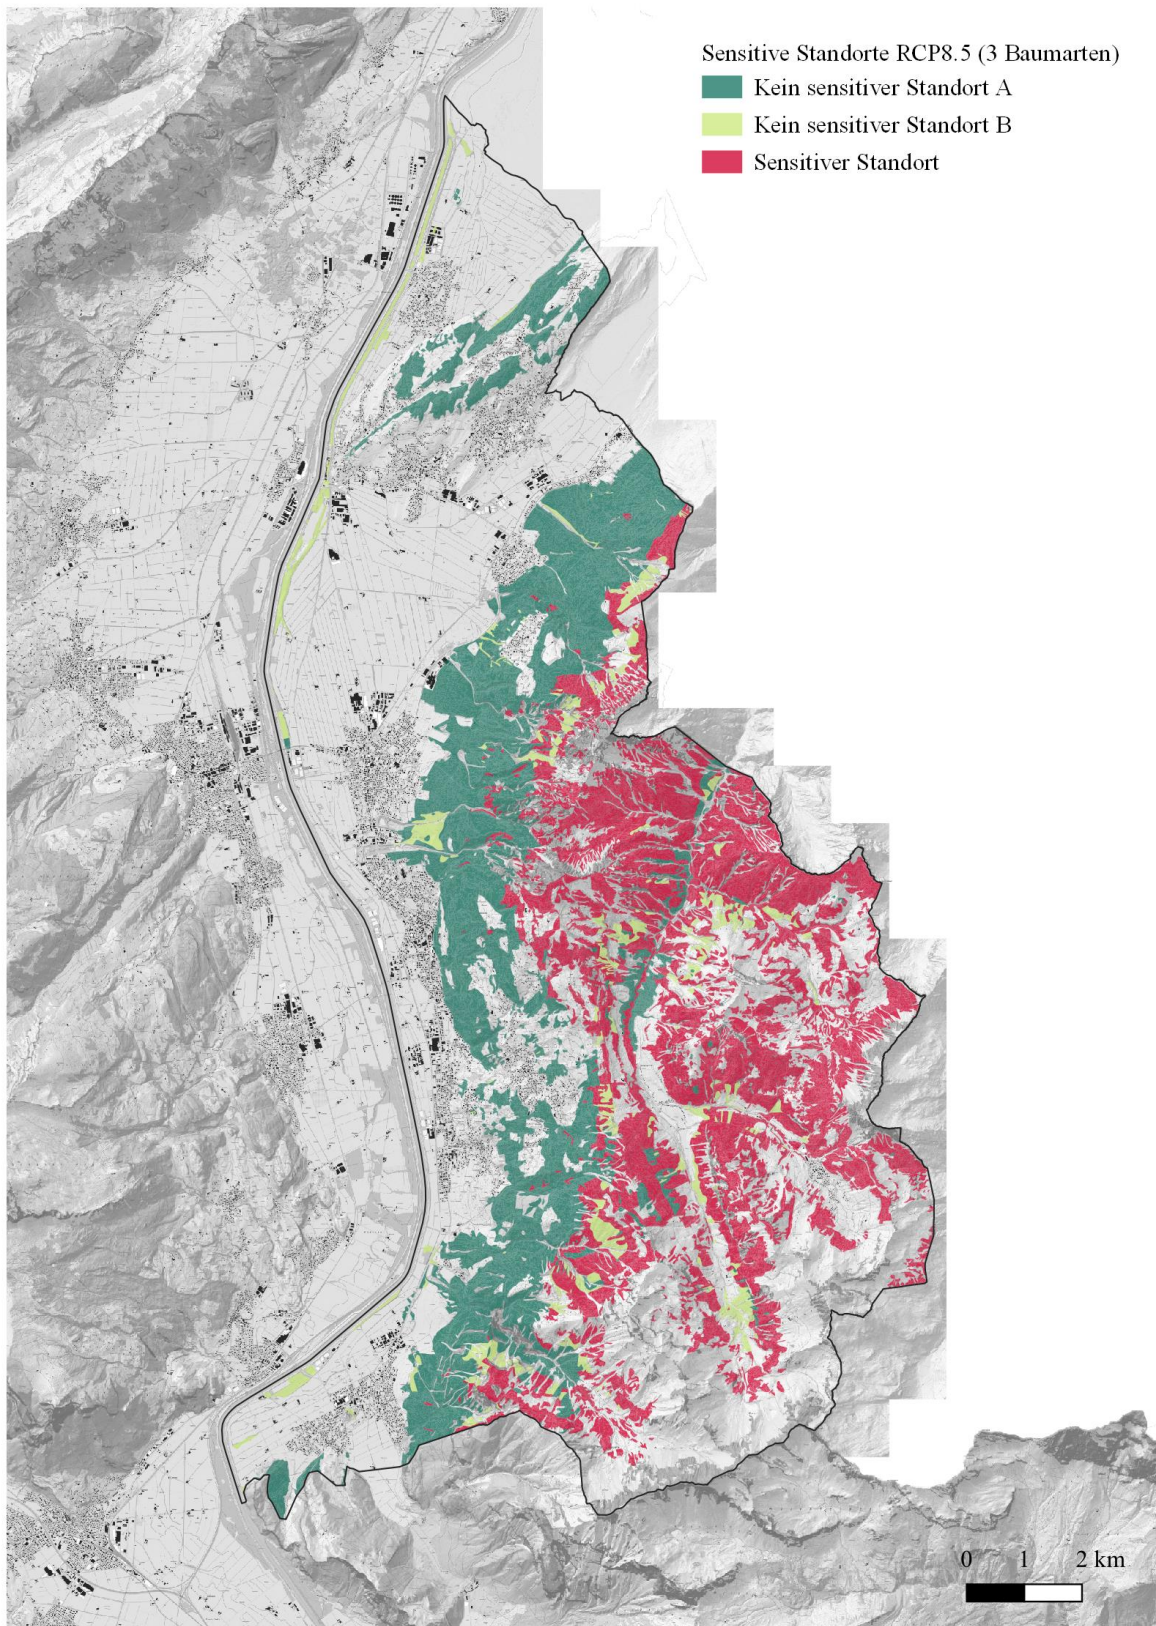 Sensitive Standorte RCP8.5 (3 Baumarten)
Kein sensitiver Standort A
Kein sensitiver Standort B
Sensitiver Standort
0 1 2 km